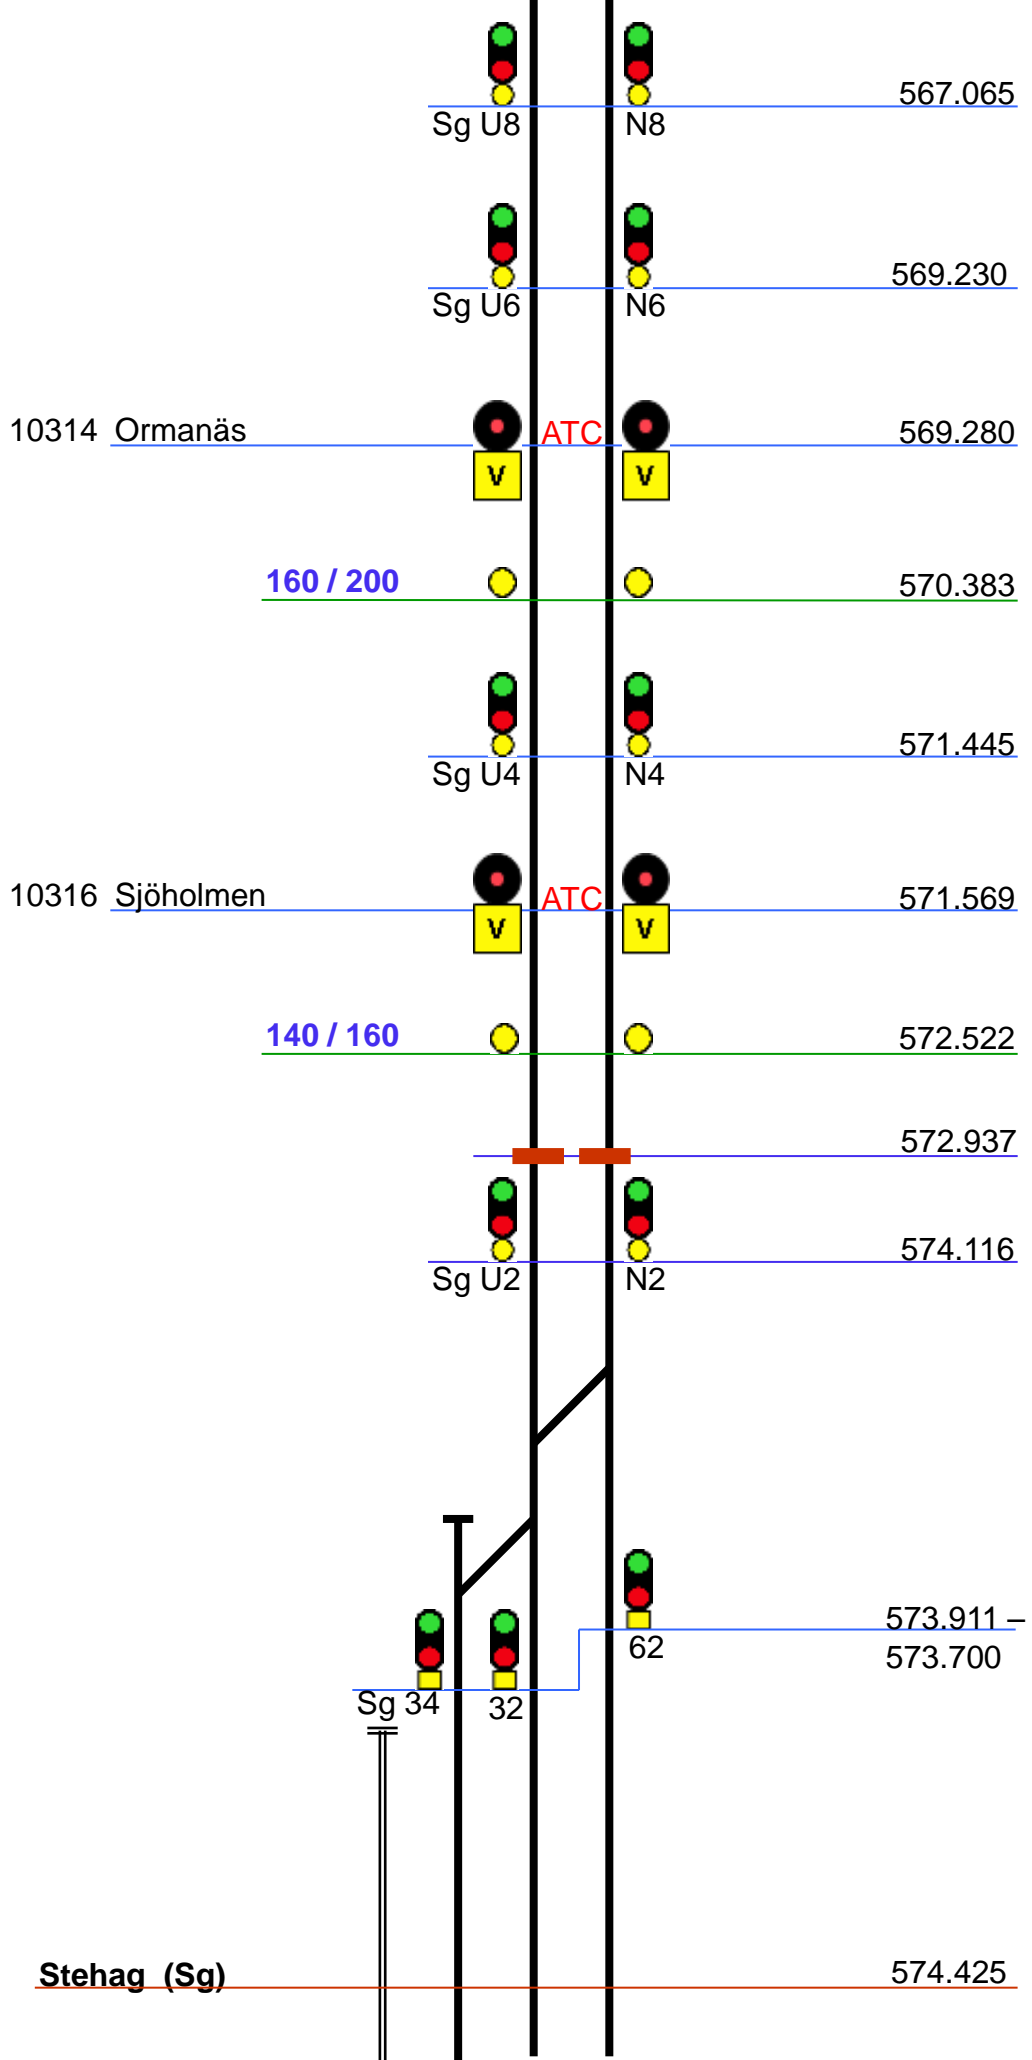 567.065
Sg U8 N8
569.230
Sg U6 N6
10314 Ormanäs ATC 569.280
V V
160 / 200 570.383
571.445
Sg U4 N4
10316 Sjöholmen ATC 571.569
V V
140 / 160 572.522
572.937
574.116
Sg U2 N2
573.911 –
62 573.700
Sg 34 32
Stehag (Sg) 574.425